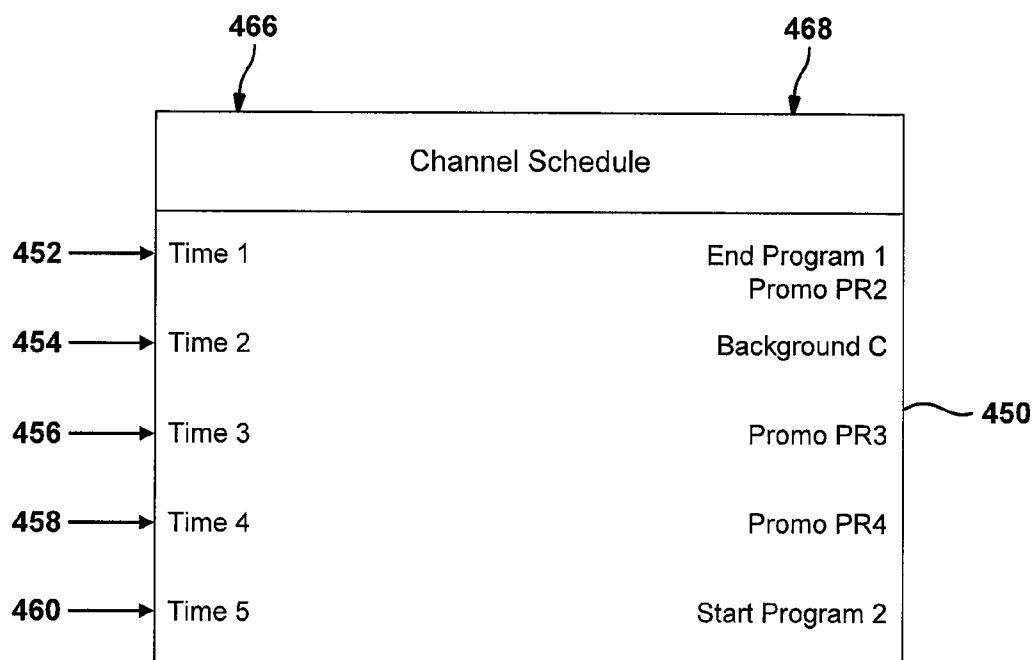 466 468
Channel Schedule
452 Time 1 End Program 1
Promo PR2
454 Time 2 Background C
450
456 Time 3 Promo PR3
458 Time 4 Promo PR4
460 Time 5 Start Program 2